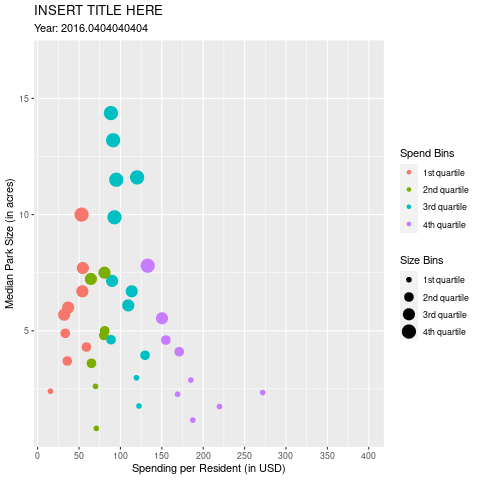 INSERT TITLE HERE
Year: 2016.0404040404
Median Park Size (in acres)
15
10
5
0 50 100 150 200 250 300 350 400
Spending per Resident (in USD)
Spend Bins
1st quartile
2nd quartile
3rd quartile
4th quartile
Size Bins
1st quartile
2nd quartile
3rd quartile
4th quartile